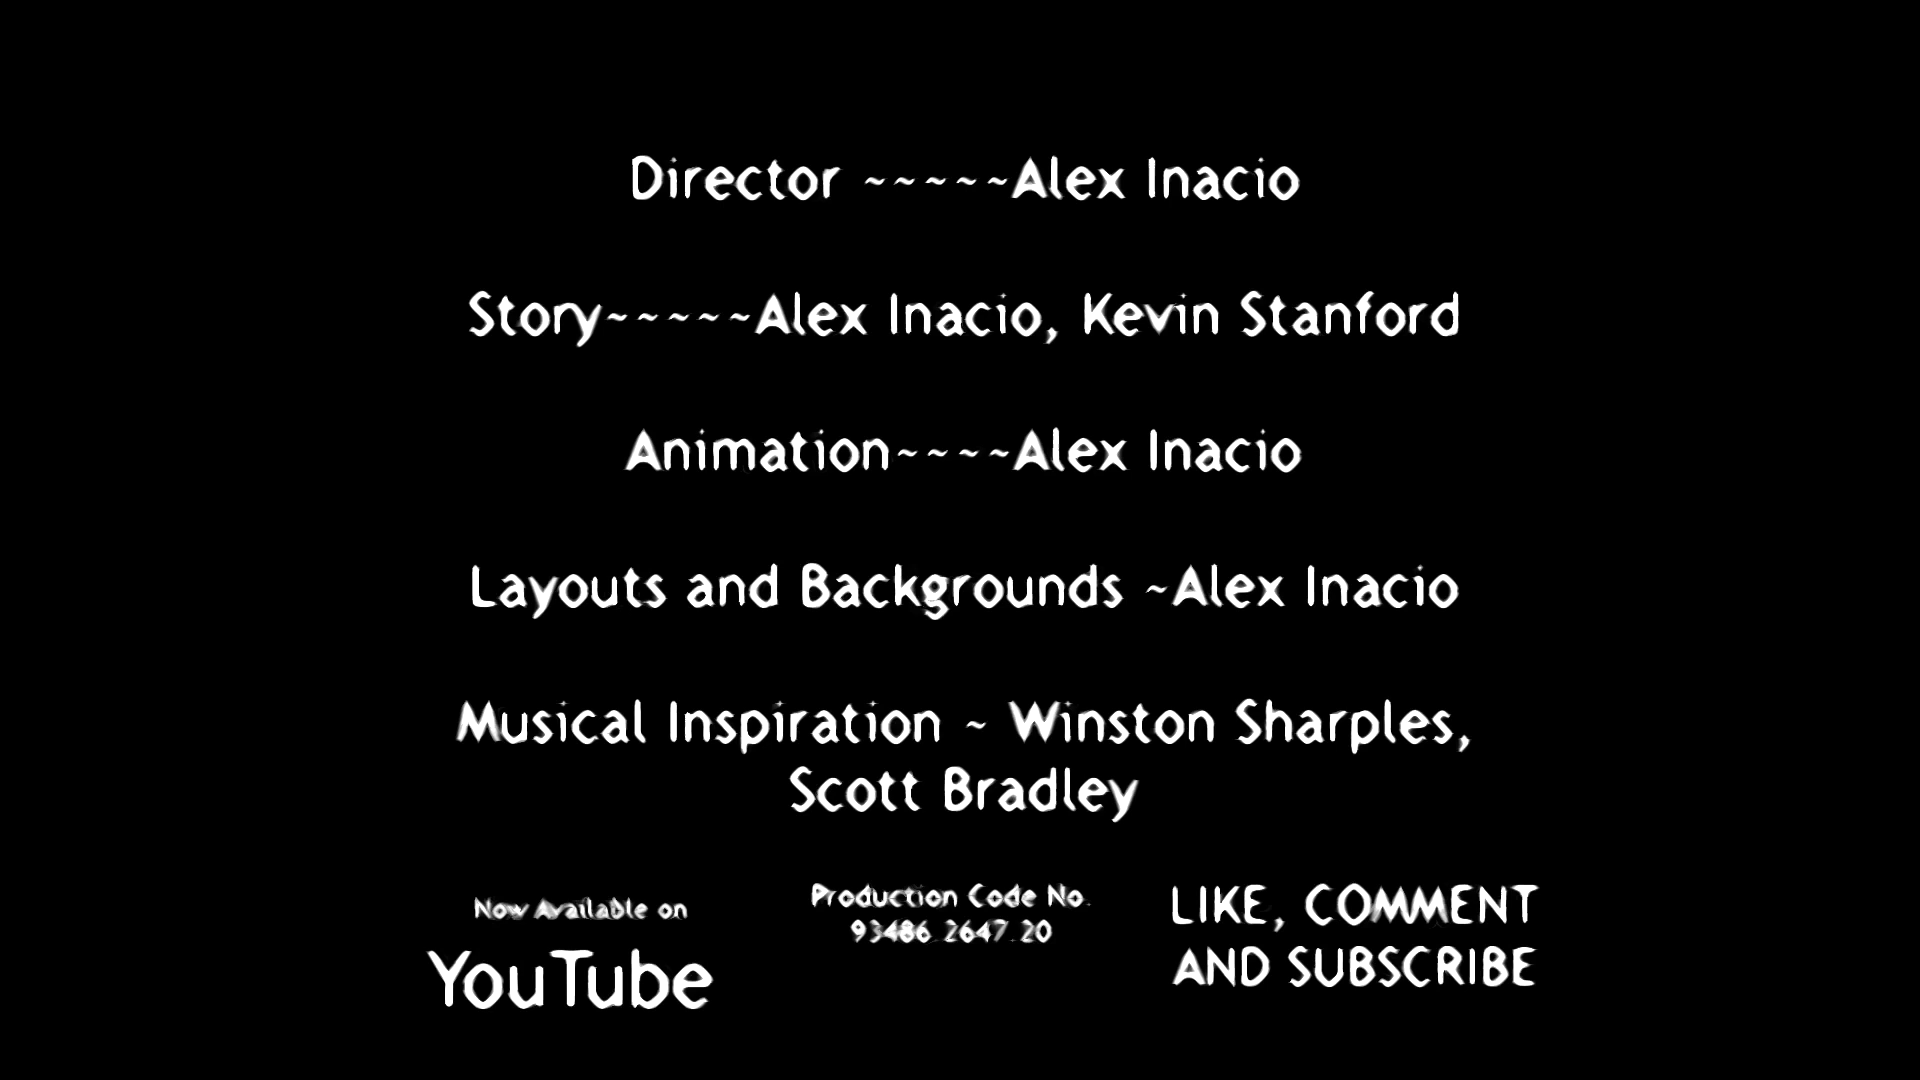 Director ~~~~~Alex Inacio
Story~~~~~Alex Inacio, Kevin Stanford
Animation~~~~Alex Inacio
Layouts and Backgrounds ~Alex Inacio
Musical Inspiration ~ Winston Sharples,
Scott Bradley
Now Available on
YouTube
Production Code No.
93486 2647 20
LIKE, COMMENT
AND SUBSCRIBE